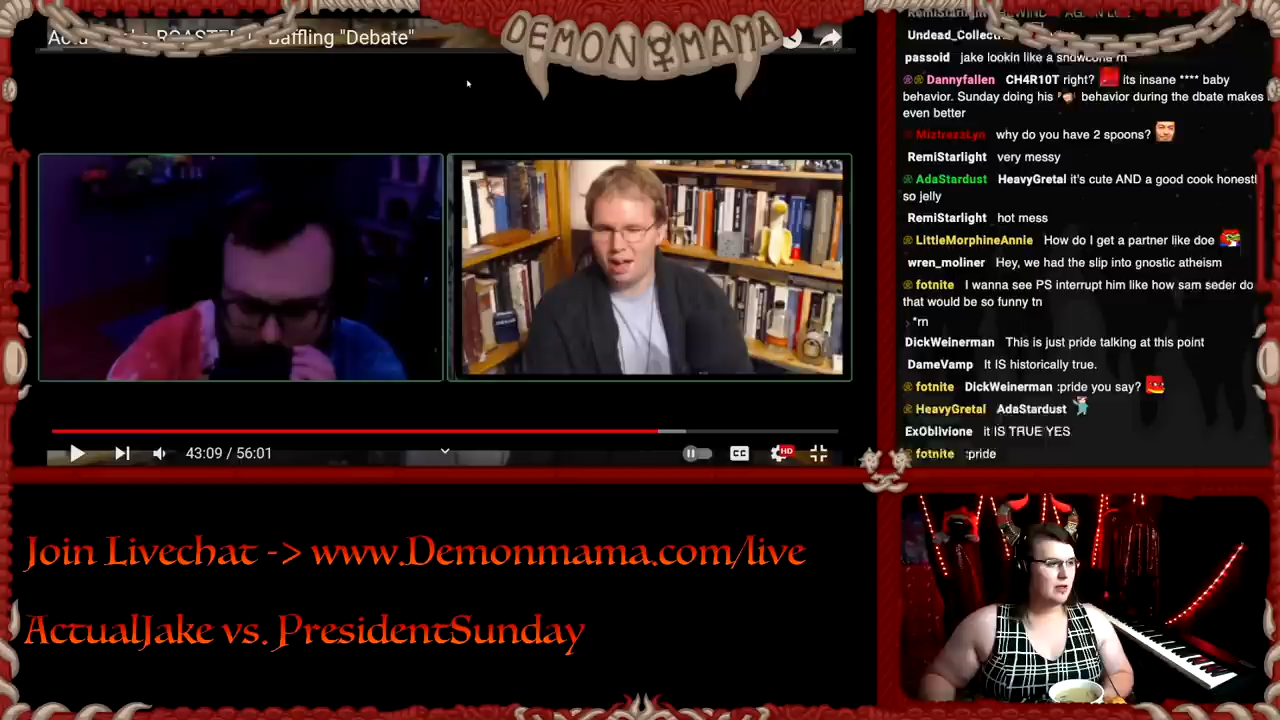 Baffling "Debate"
DEMON MAMA
43:09 / 56:01
CC
HD
Join Livechat -> www.Demonmama.com/live
ActualJake vs. PresidentSunday
passoid jake lookin like a snowcone rn
Dannyfallen CH4R10T right? its insane **** baby
behavior. Sunday doing his behavior during the dbate makes
even better
MiztrezzLyn why do you have 2 spoons?
RemiStarlight very messy
AdaStardust HeavyGretal it's cute AND a good cook honestl
so jelly
RemiStarlight hot mess
LittleMorphineAnnie How do I get a partner like doe
wren_moliner Hey, we had the slip into gnostic atheism
fotnite I wanna see PS interrupt him like how sam seder do
that would be so funny tn
*rn
DickWeinerman This is just pride talking at this point
DameVamp It IS historically true.
fotnite DickWeinerman :pride you say?
HeavyGretal AdaStardust
ExOblivione it IS TRUE YES
fotnite :pride